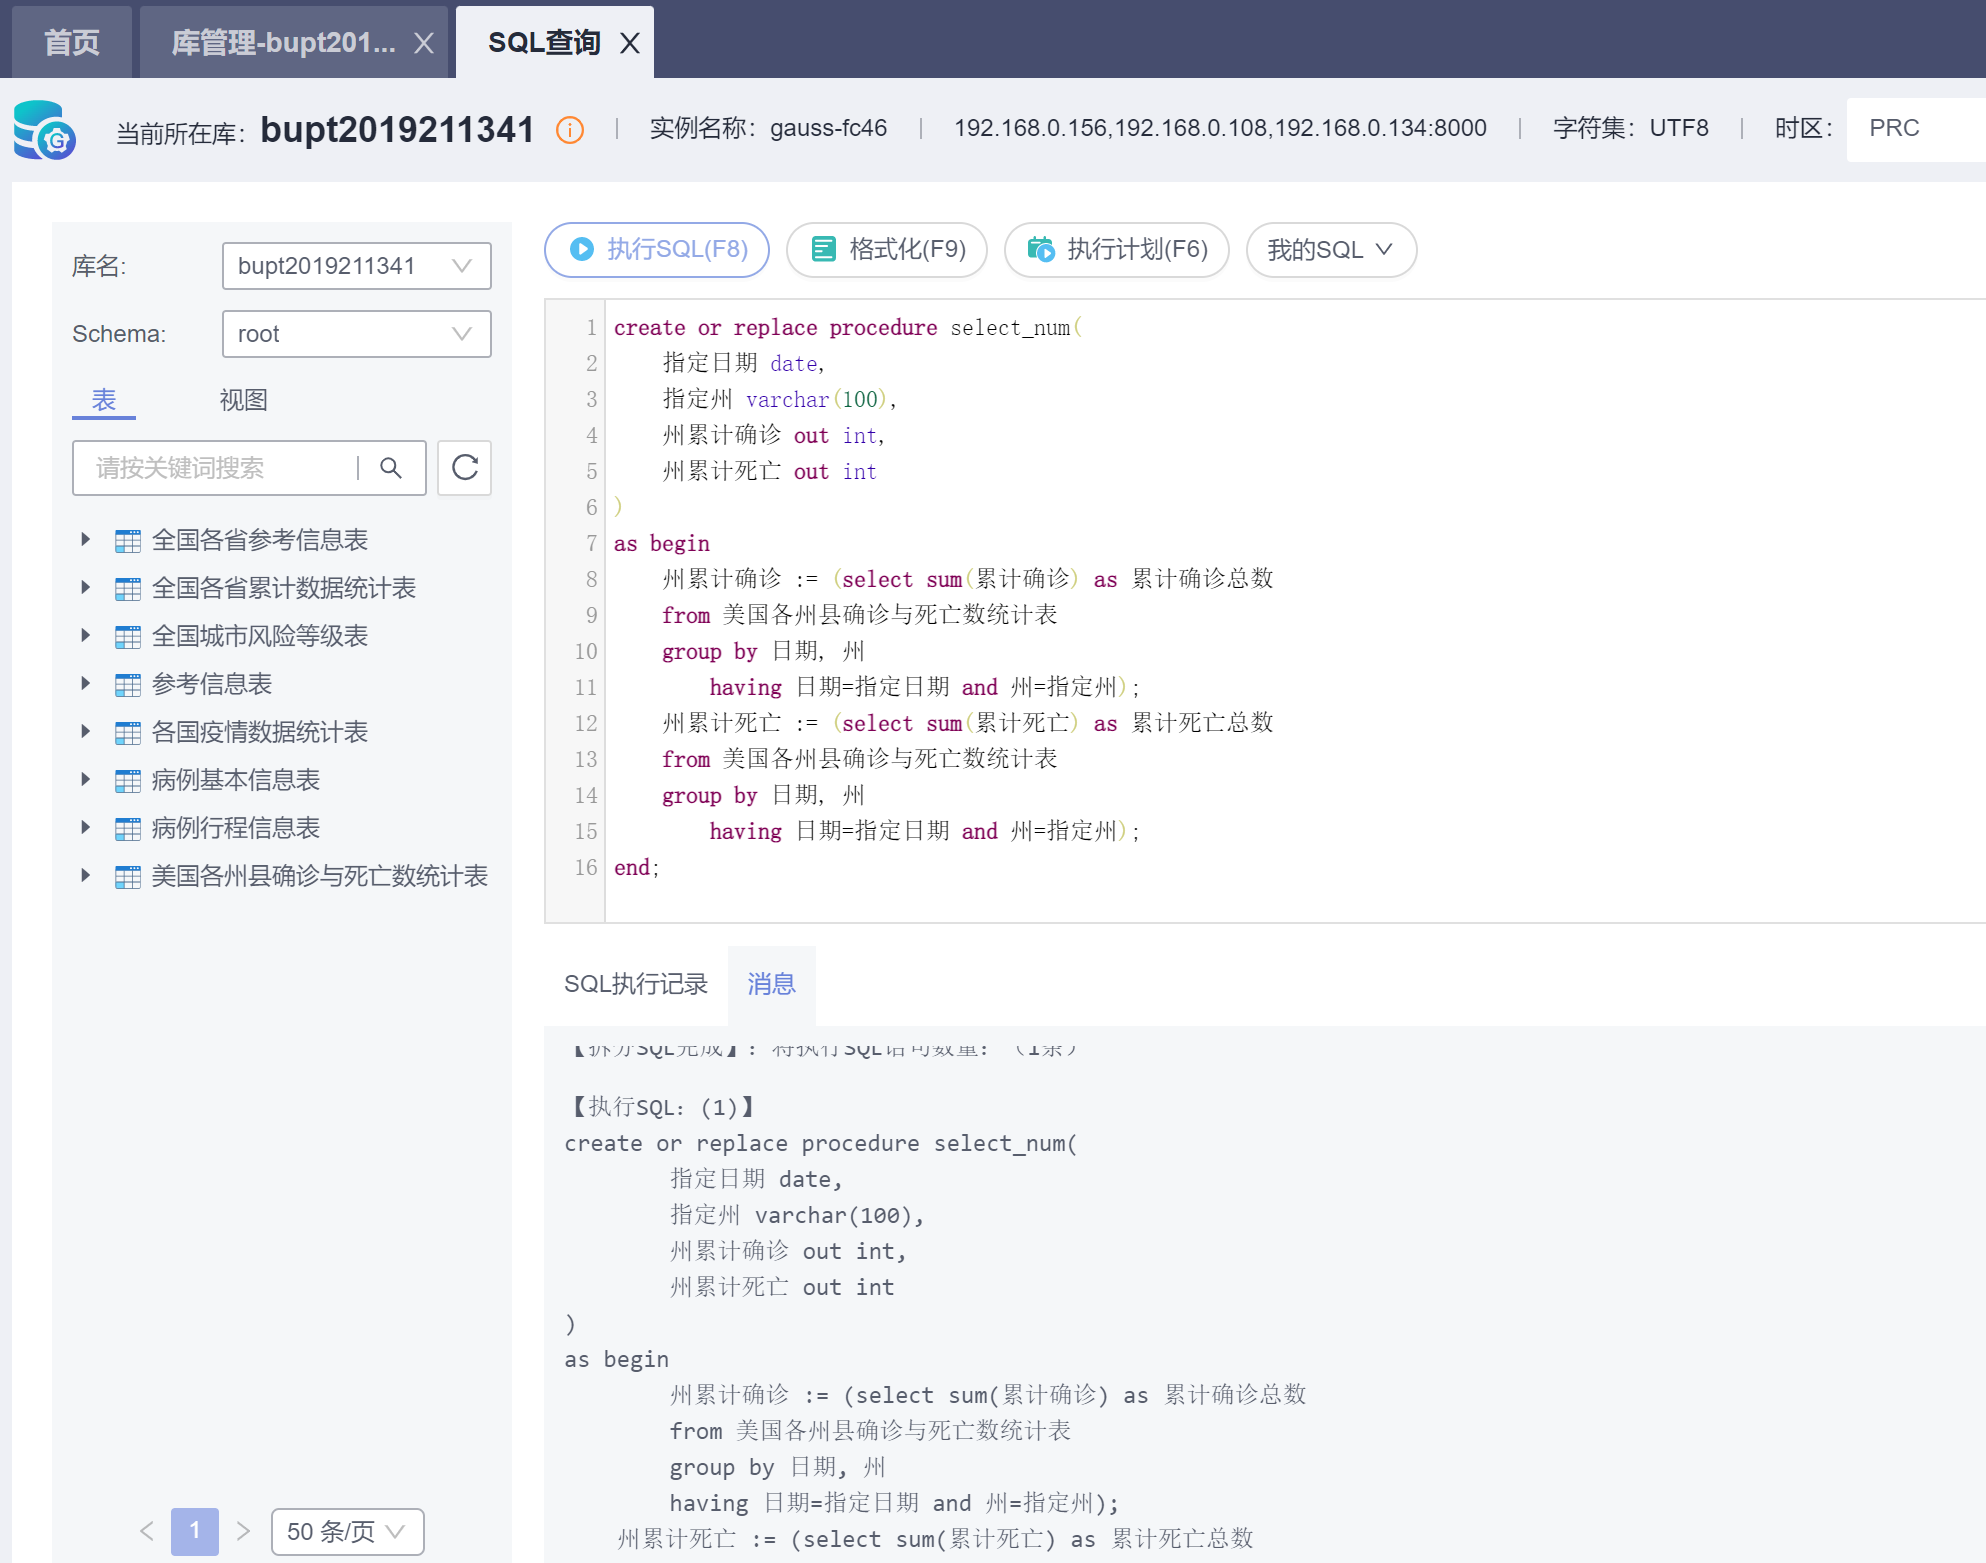 首页
库管理-bupt201... X
SQL查询 X
当前所在库： bupt2019211341
实例名称： gauss-fc46
192.168.0.156,192.168.0.108,192.168.0.134:8000
字符集： UTF8
时区： PRC
库名: bupt2019211341
Schema: root
表 视图
请按关键词搜索
全国各省参考信息表
全国各省累计数据统计表
全国城市风险等级表
参考信息表
各国疫情数据统计表
病例基本信息表
病例行程信息表
美国各州县确诊与死亡数统计表
< 1 > 50 条/页
执行SQL(F8) 格式化(F9) 执行计划(F6) 我的SQL
1 create or replace procedure select_num(
2 指定日期 date,
3 指定州 varchar(100),
4 州累计确诊 out int,
5 州累计死亡 out int
6 )
7 as begin
8 州累计确诊 := (select sum(累计确诊) as 累计确诊总数
9 from 美国各州县确诊与死亡数统计表
10 group by 日期, 州
11 having 日期=指定日期 and 州=指定州);
12 州累计死亡 := (select sum(累计死亡) as 累计死亡总数
13 from 美国各州县确诊与死亡数统计表
14 group by 日期, 州
15 having 日期=指定日期 and 州=指定州);
16 end;
SQL执行记录 消息
【拆分SQL完成】：将执行SQL语句数量：（1条）
【执行SQL：(1)】
create or replace procedure select_num(
指定日期 date,
指定州 varchar(100),
州累计确诊 out int,
州累计死亡 out int
)
as begin
州累计确诊 := (select sum(累计确诊) as 累计确诊总数
from 美国各州县确诊与死亡数统计表
group by 日期, 州
having 日期=指定日期 and 州=指定州);
州累计死亡 := (select sum(累计死亡) as 累计死亡总数